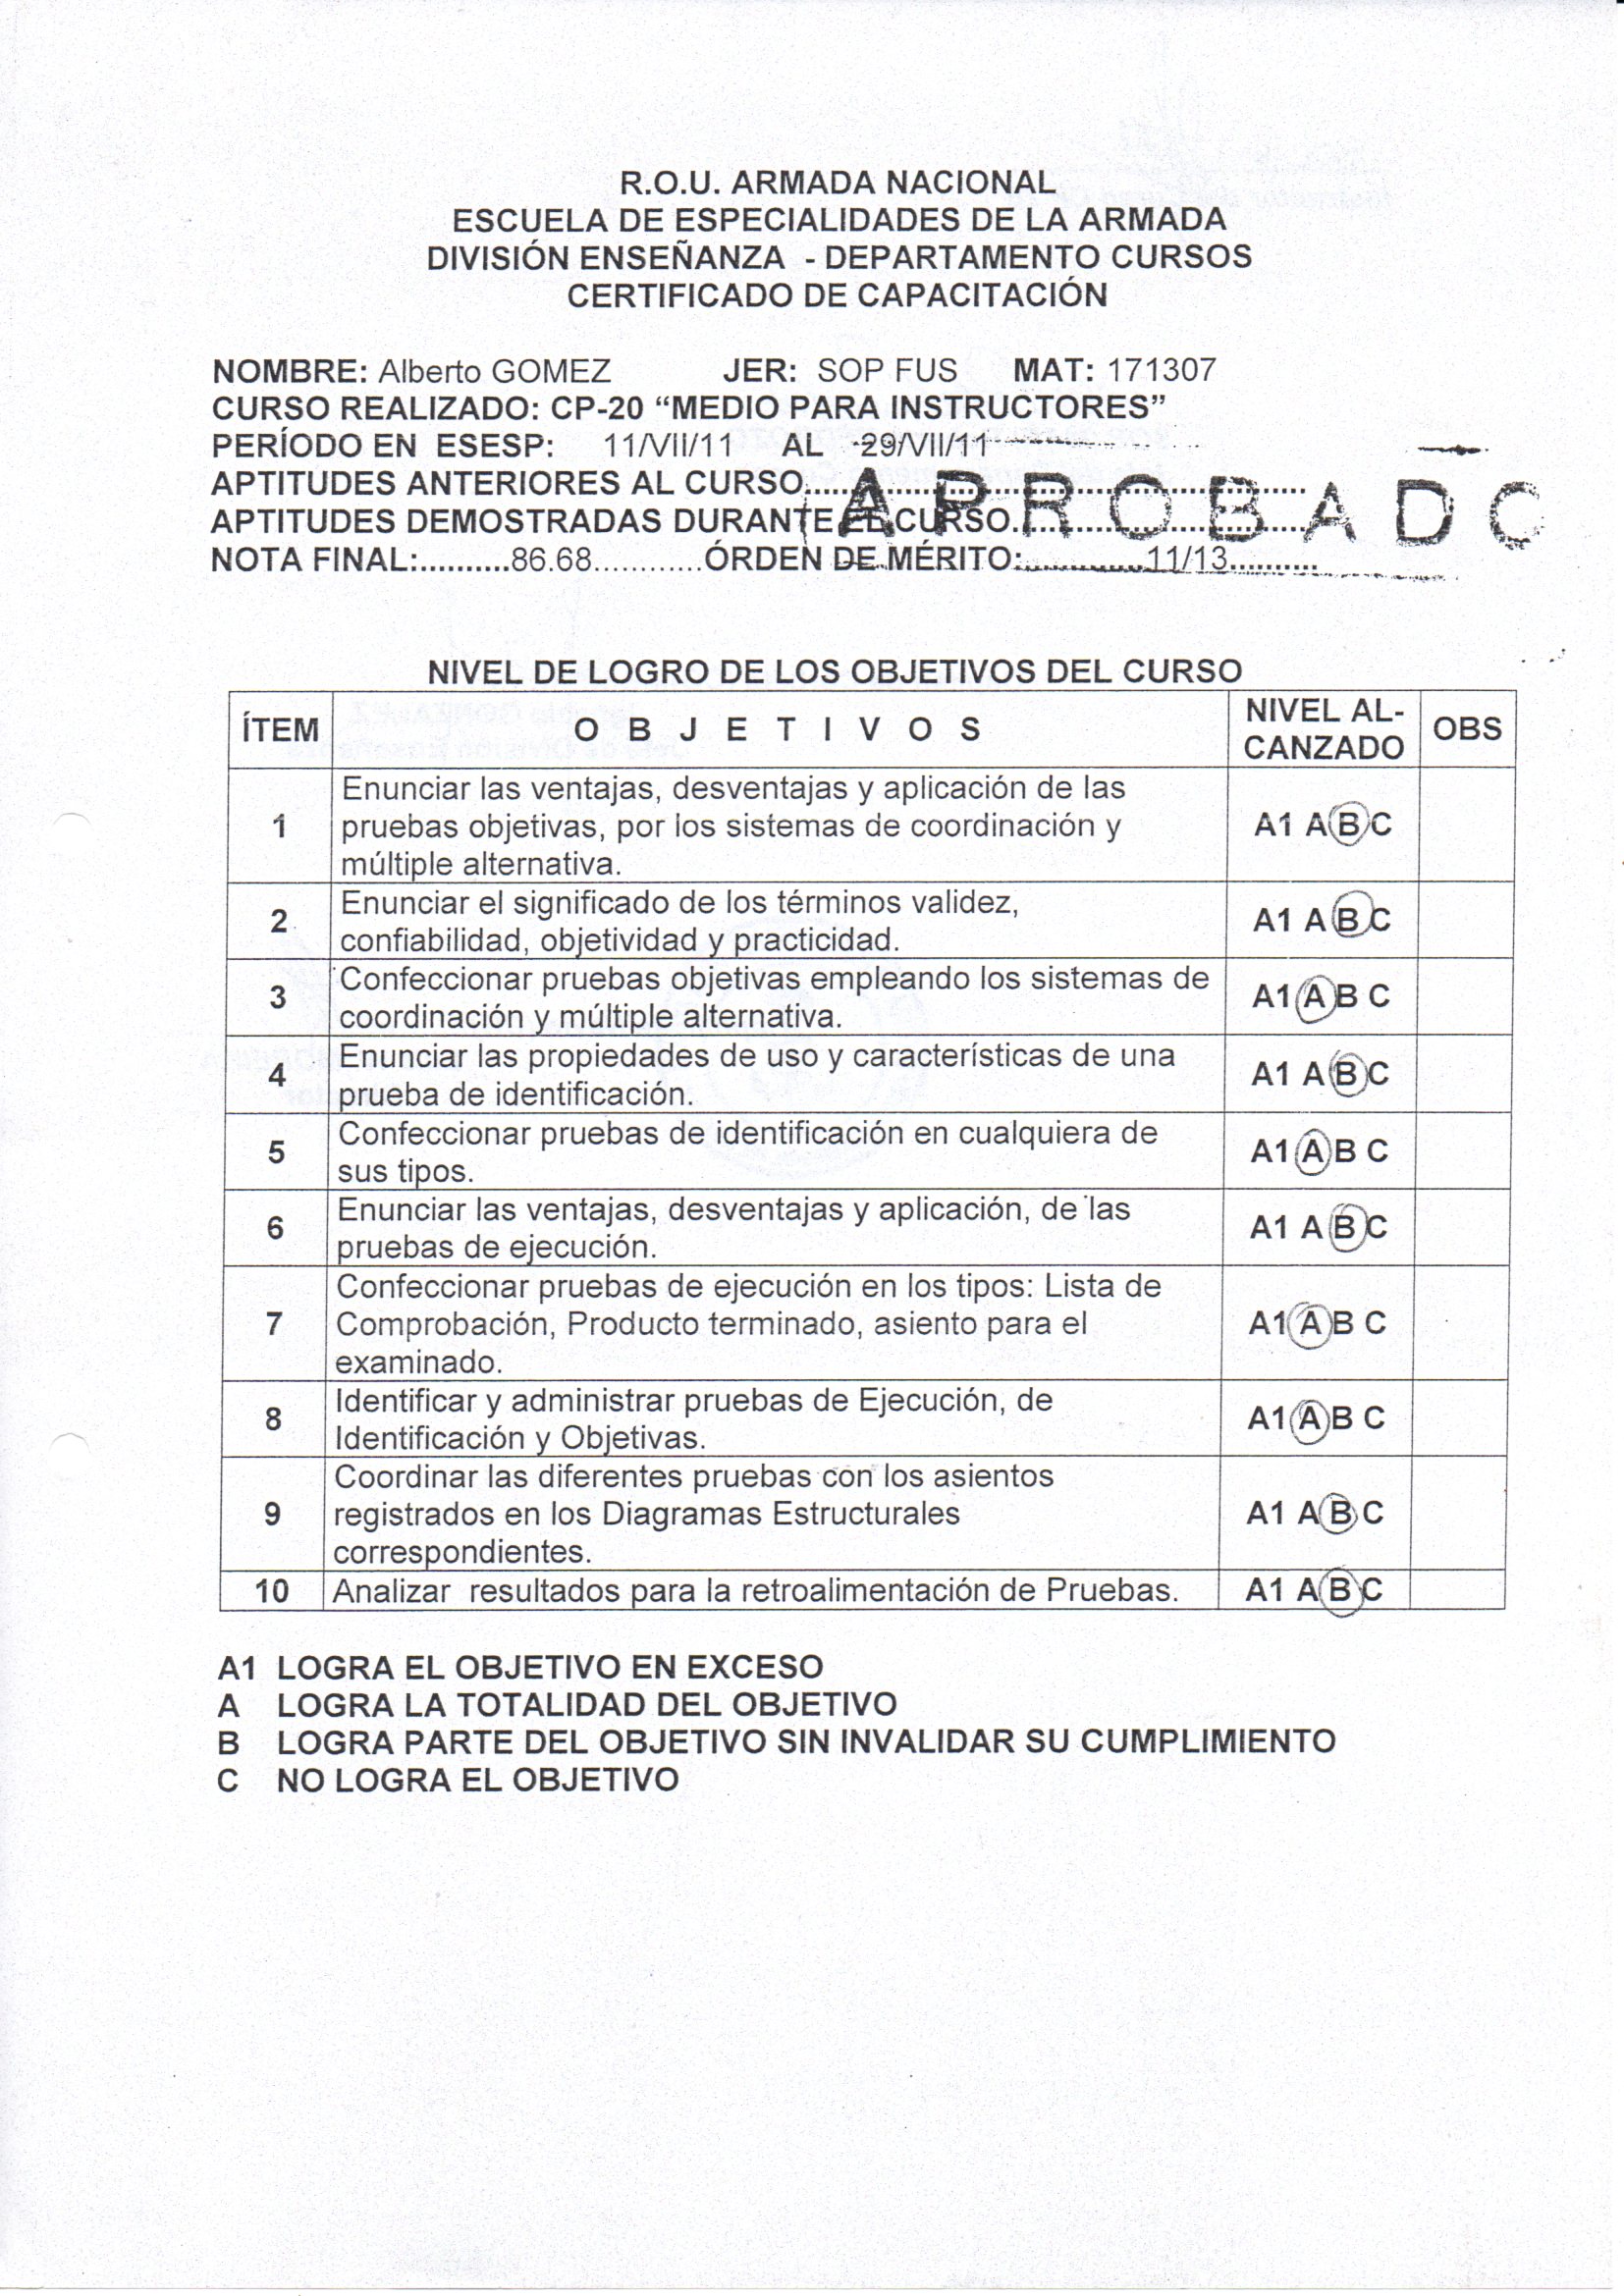 R.O.U. ARMADA NACIONAL
ESCUELA DE ESPECIALIDADES DE LA ARMADA
DIVISIÓN ENSEÑANZA - DEPARTAMENTO CURSOS
CERTIFICADO DE CAPACITACIÓN
NOMBRE: Alberto GOMEZ JER: SOP FUS MAT: 171307
CURSO REALIZADO: CP-20 “MEDIO PARA INSTRUCTORES”
PERÍODO EN ESESP: 11/VII/11 AL 29/VII/11
APTITUDES ANTERIORES AL CURSO:
APROBADO
APTITUDES DEMOSTRADAS DURANTE EL CURSO.
NOTA FINAL:..........86.68............ÓRDEN DE MÉRITO:..............11/13..........
NIVEL DE LOGRO DE LOS OBJETIVOS DEL CURSO
ÍTEM O B J E T I V O S NIVEL AL-
CANZADO OBS
1 Enunciar las ventajas, desventajas y aplicación de las
pruebas objetivas, por los sistemas de coordinación y
múltiple alternativa. A1 A B C
2 Enunciar el significado de los términos validez,
confiabilidad, objetividad y practicidad. A1 A B C
3 Confeccionar pruebas objetivas empleando los sistemas de
coordinación y múltiple alternativa. A1 A B C
4 Enunciar las propiedades de uso y características de una
prueba de identificación. A1 A B C
5 Confeccionar pruebas de identificación en cualquiera de
sus tipos. A1 A B C
6 Enunciar las ventajas, desventajas y aplicación, de las
pruebas de ejecución. A1 A B C
7 Confeccionar pruebas de ejecución en los tipos: Lista de
Comprobación, Producto terminado, asiento para el
examinado. A1 A B C
8 Identificar y administrar pruebas de Ejecución, de
Identificación y Objetivas. A1 A B C
9 Coordinar las diferentes pruebas con los asientos
registrados en los Diagramas Estructurales
correspondientes. A1 A B C
10 Analizar resultados para la retroalimentación de Pruebas. A1 A B C
A1 LOGRA EL OBJETIVO EN EXCESO
A LOGRA LA TOTALIDAD DEL OBJETIVO
B LOGRA PARTE DEL OBJETIVO SIN INVALIDAR SU CUMPLIMIENTO
C NO LOGRA EL OBJETIVO